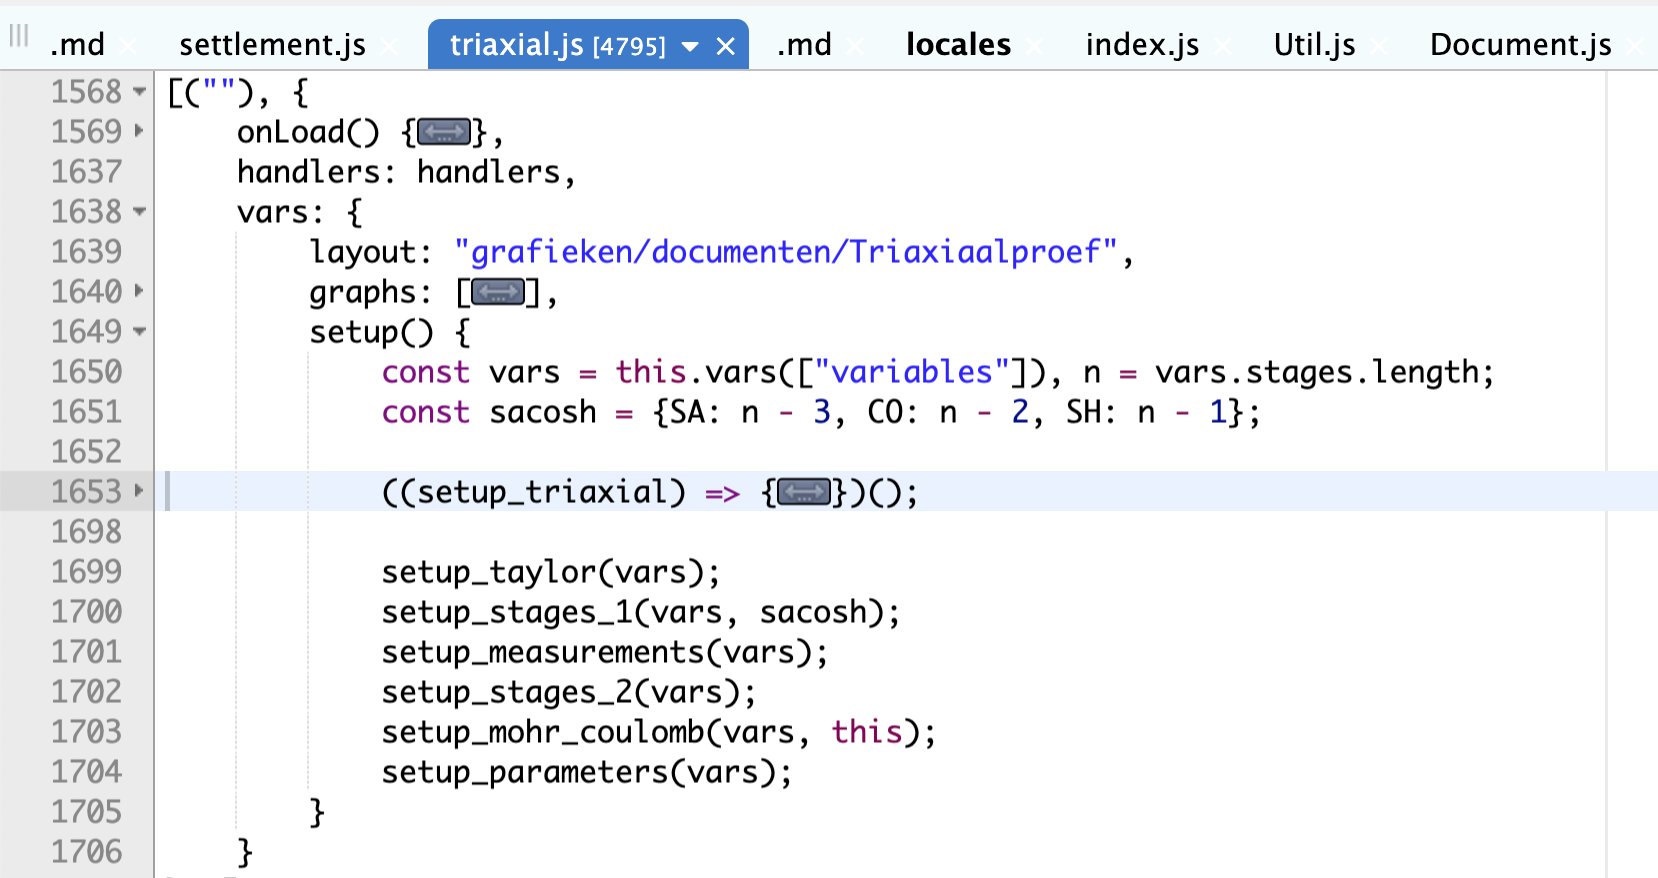 .md × settlement.js × triaxial.js [4795] ▾ × .md × locales × index.js × Util.js × Document.js ×
1568 [(""), {
1569 onLoad() {↔},
1637 handlers: handlers,
1638 vars: {
1639 layout: "grafieken/documenten/Triaxiaalproef",
1640 graphs: [↔],
1649 setup() {
1650 const vars = this.vars(["variables"]), n = vars.stages.length;
1651 const sacosh = {SA: n - 3, CO: n - 2, SH: n - 1};
1652
1653 ((setup_triaxial) => {↔})();
1698
1699 setup_taylor(vars);
1700 setup_stages_1(vars, sacosh);
1701 setup_measurements(vars);
1702 setup_stages_2(vars);
1703 setup_mohr_coulomb(vars, this);
1704 setup_parameters(vars);
1705 }
1706 }